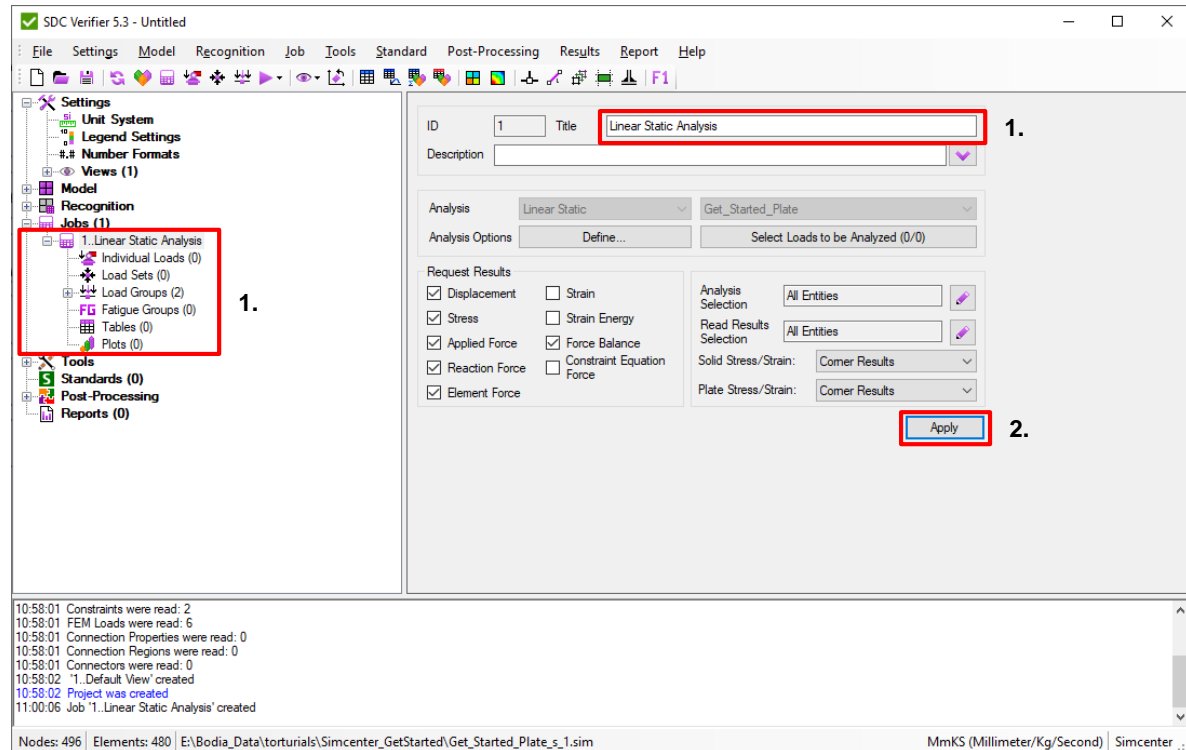 SDC Verifier 5.3 - Untitled
File Settings Model Recognition Job Tools Standard Post-Processing Results Report Help
F1
Settings
Unit System
Legend Settings
#.# Number Formats
Views (1)
Model
Recognition
Jobs (1)
1..Linear Static Analysis
Individual Loads (0)
Load Sets (0)
Load Groups (2)
FG Fatigue Groups (0)
Tables (0)
Plots (0)
1.
Tools
S Standards (0)
Post-Processing
Reports (0)
ID 1 Title Linear Static Analysis
1.
Description
Analysis Linear Static Get_Started_Plate
Analysis Options Define... Select Loads to be Analyzed (0/0)
Request Results
Displacement Strain
Stress Strain Energy
Applied Force Force Balance
Reaction Force Constraint Equation
Force
Element Force
Analysis
Selection All Entities
Read Results
Selection All Entities
Solid Stress/Strain: Corner Results
Plate Stress/Strain: Corner Results
Apply
2.
10:58:01 Constraints were read: 2
10:58:01 FEM Loads were read: 6
10:58:01 Connection Properties were read: 0
10:58:01 Connection Regions were read: 0
10:58:01 Connectors were read: 0
10:58:02 '1..Default View' created
10:58:02 Project was created
11:00:06 Job '1..Linear Static Analysis' created
Nodes: 496 Elements: 480 E:\Bodia_Data\torturials\Simcenter_GetStarted\Get_Started_Plate_s_1.sim MmKS (Millimeter/Kg/Second) Simcenter